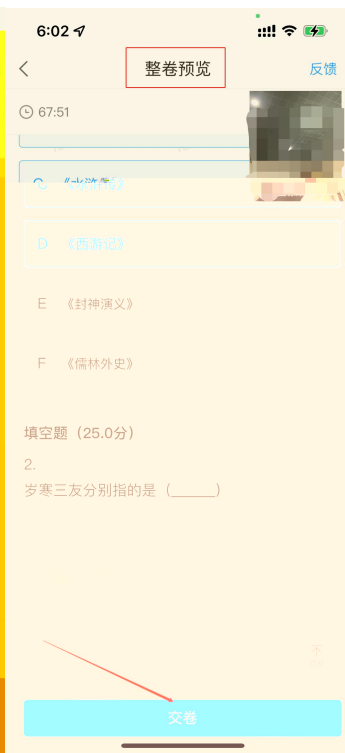 6:02
整卷预览
反馈
67:51
C 《水浒传》
D 《西游记》
E 《封神演义》
F 《儒林外史》
填空题（25.0分）
2.
岁寒三友分别指的是（______）
交卷